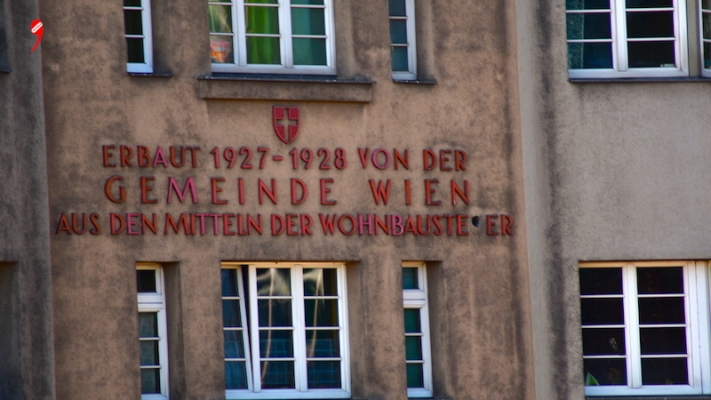 ERBAUT 1927-1928 VON DER
GEMEINDE WIEN
AUS DEN MITTELN DER WOHNBAUSTE ER